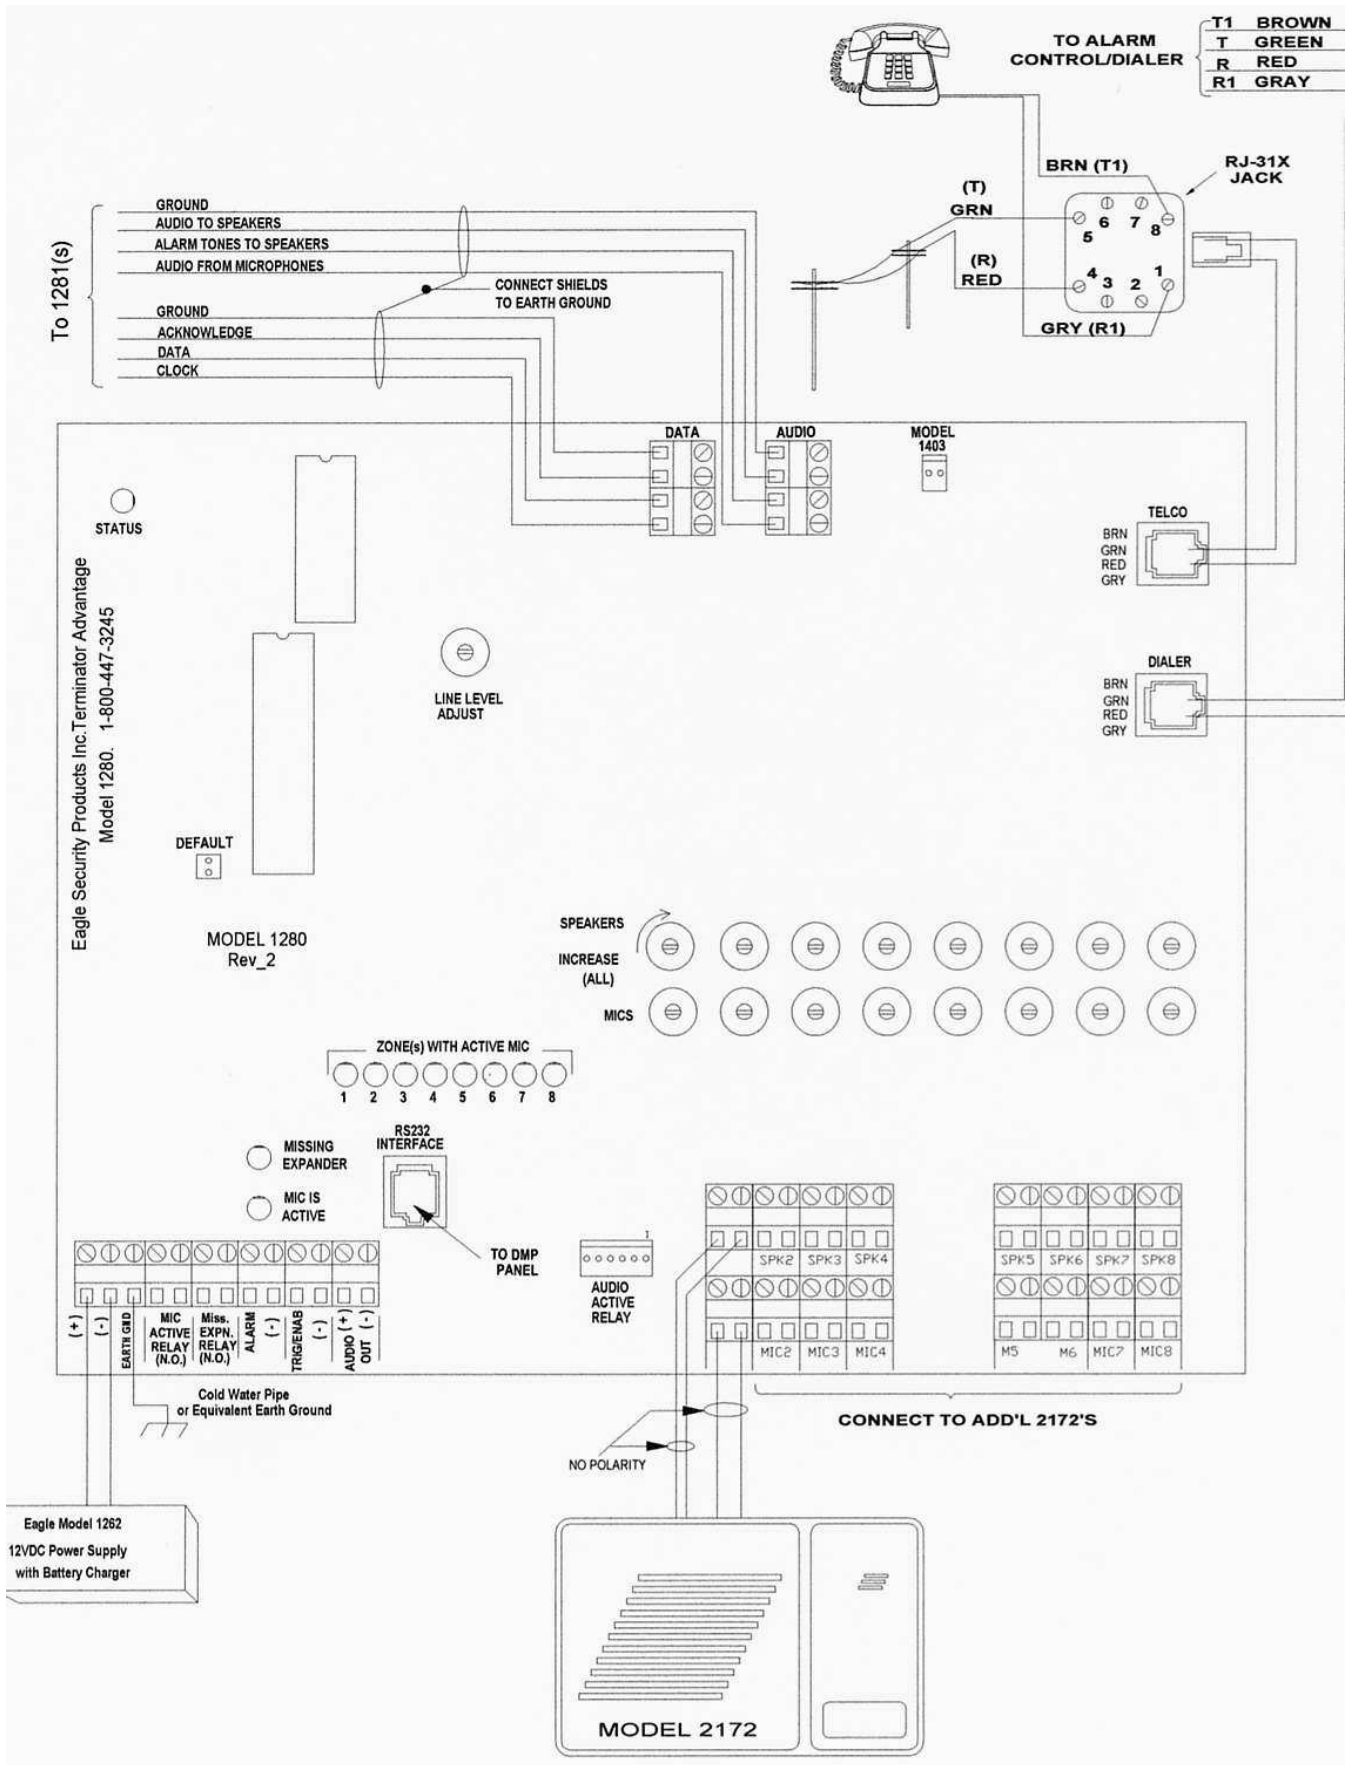 T1 BROWN
TO ALARM
CONTROL/DIALER
T GREEN
R RED
R1 GRAY
BRN (T1)
RJ-31X
JACK
(T)
GRN
(R)
RED
GRY (R1)
5 6 7 8
4 3 2 1
To 1281(s)
GROUND
AUDIO TO SPEAKERS
ALARM TONES TO SPEAKERS
AUDIO FROM MICROPHONES
CONNECT SHIELDS
TO EARTH GROUND
GROUND
ACKNOWLEDGE
DATA
CLOCK
DATA
AUDIO
MODEL
1403
STATUS
TELCO
BRN
GRN
RED
GRY
Eagle Security Products Inc.Terminator Advantage
Model 1280. 1-800-447-3245
LINE LEVEL
ADJUST
DIALER
BRN
GRN
RED
GRY
DEFAULT
MODEL 1280
Rev_2
SPEAKERS
INCREASE
(ALL)
MICS
ZONE(s) WITH ACTIVE MIC
1 2 3 4 5 6 7 8
MISSING
EXPANDER
MIC IS
ACTIVE
RS232
INTERFACE
TO DMP
PANEL
AUDIO
ACTIVE
RELAY
SPK2 SPK3 SPK4
SPK5 SPK6 SPK7 SPK8
MIC2 MIC3 MIC4
M5 M6 MIC7 MIC8
(+)
(-)
EARTH GND
MIC
ACTIVE
RELAY
(N.O.)
Miss.
EXPN.
RELAY
(N.O.)
ALARM
(-)
TRIG/ENAB
(-)
AUDIO (+)
OUT (-)
Cold Water Pipe
or Equivalent Earth Ground
CONNECT TO ADD'L 2172'S
NO POLARITY
Eagle Model 1262
12VDC Power Supply
with Battery Charger
MODEL 2172